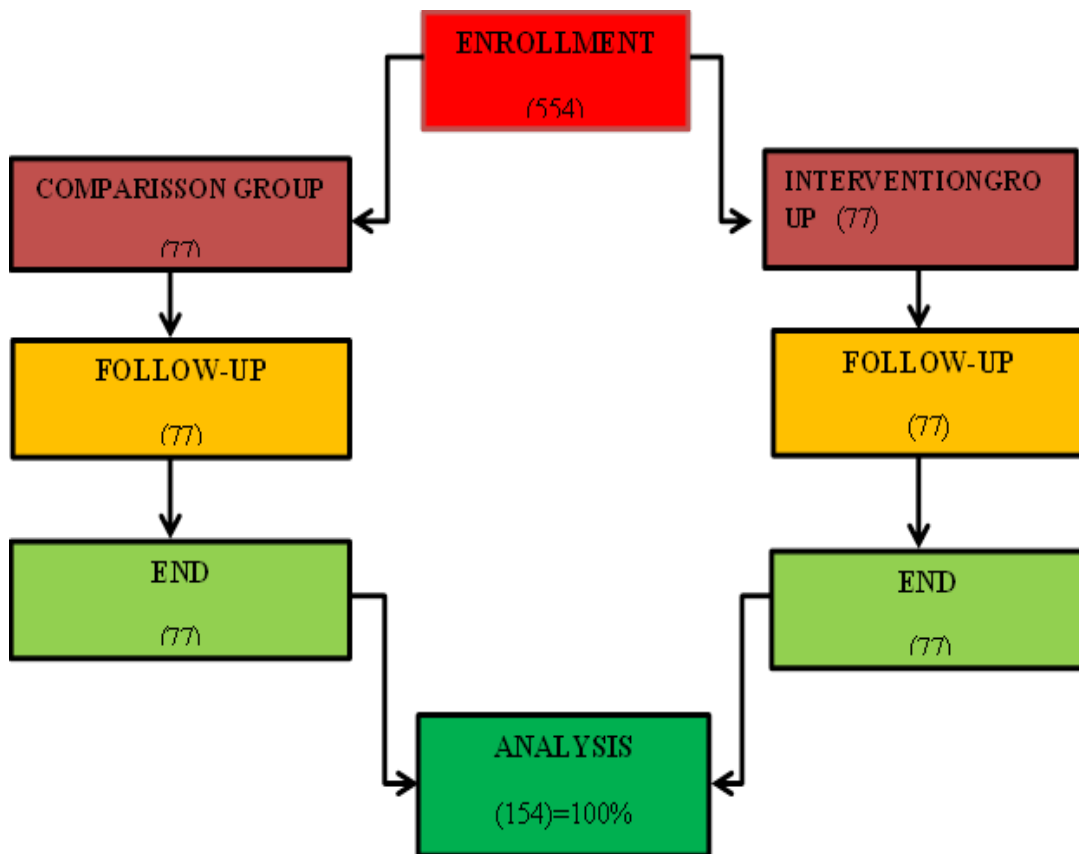 ENROLLMENT
(554)
COMPARISSON GROUP
(77)
INTERVENTIONGRO
UP (77)
FOLLOW-UP
(77)
FOLLOW-UP
(77)
END
(77)
END
(77)
ANALYSIS
(154)=100%